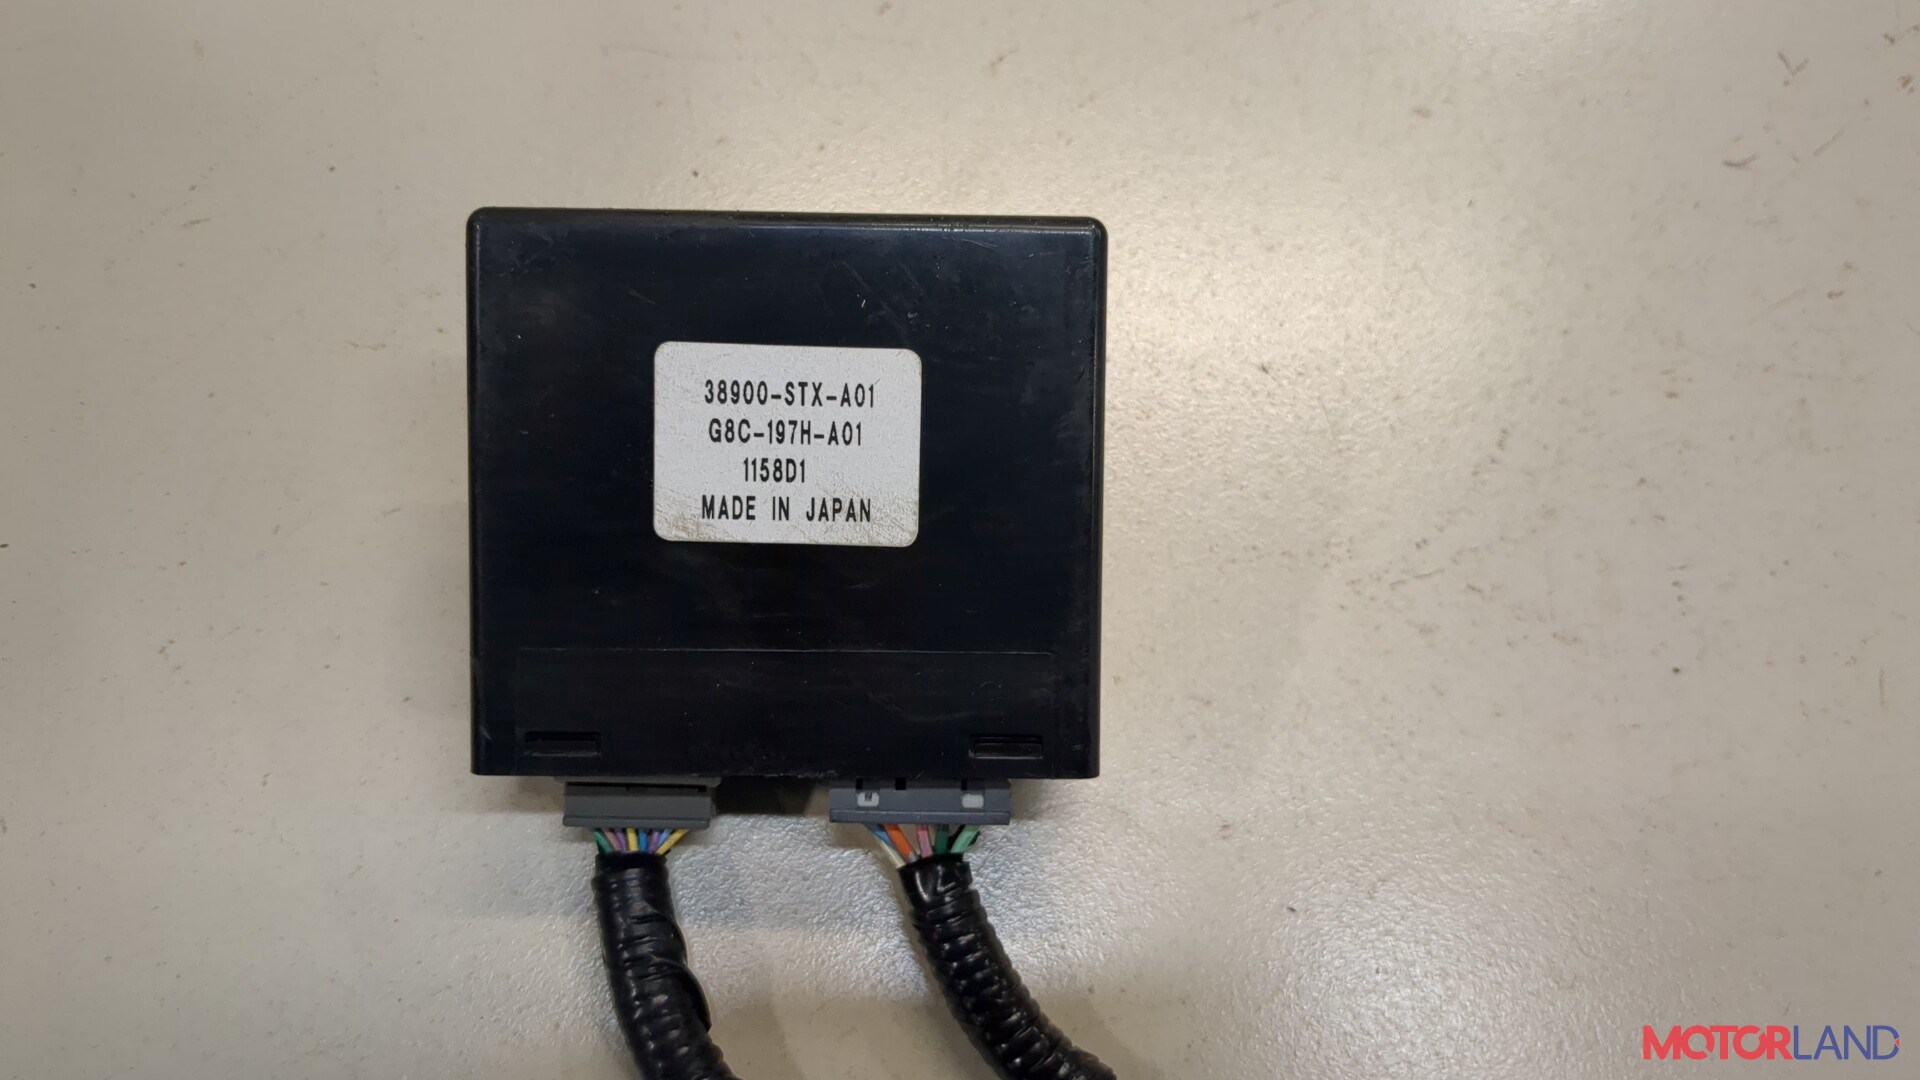 38900-STX-A01
G8C-197H-A01
1158D1
MADE IN JAPAN
MOTORLAND